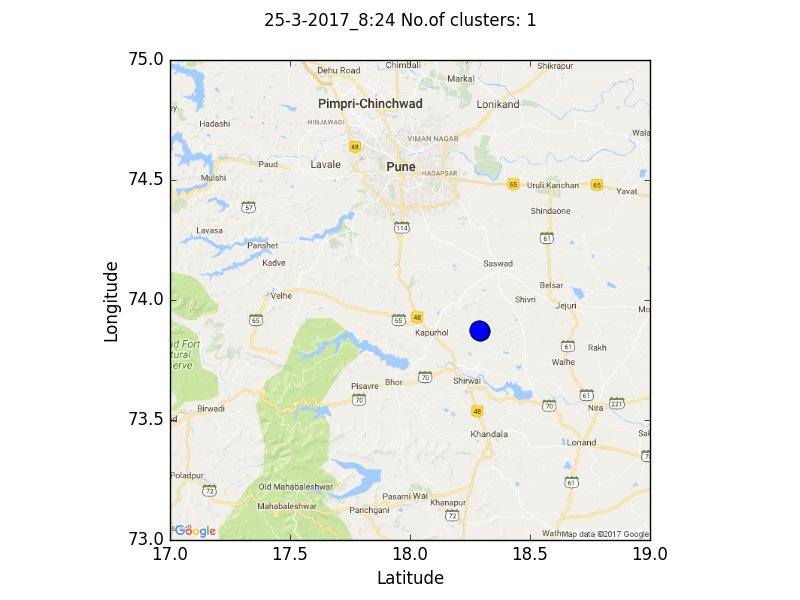 25-3-2017_8:24 No.of clusters: 1
75.0
Dehu Road
Chimbali
Shikrapur
Markal
Pimpri-Chinchwad
Lonikand
HINJAWADI
Hadashi
48
VIMAN NAGAR
Wala
Paud
Lavale
Pune
HADAPSAR
74.5
Mulshi
65
Uruli Kanchan
65
Yavat
57
Shindaone
114
Lavasa
61
Panshet
Kadve
Saswad
Belsar
74.0
Velhe
Shivri
Jejuri
Mo
65
65
48
Kapurhol
ad Fort
tural
serve
61
Rakh
Walhe
70
Shirwal
Pisavre
Bhor
61
70
70
221
Birwadi
48
Nira
73.5
Khandala
Lonand
Sak
Poladpur
61
72
Old Mahabaleshwar
Pasarni
Wai
Mahabaleshwar
Panchgani
Khanapur
72
Google
Wath
Map data ©2017 Google
73.0
17.0
17.5
18.0
18.5
19.0
Longitude
Latitude